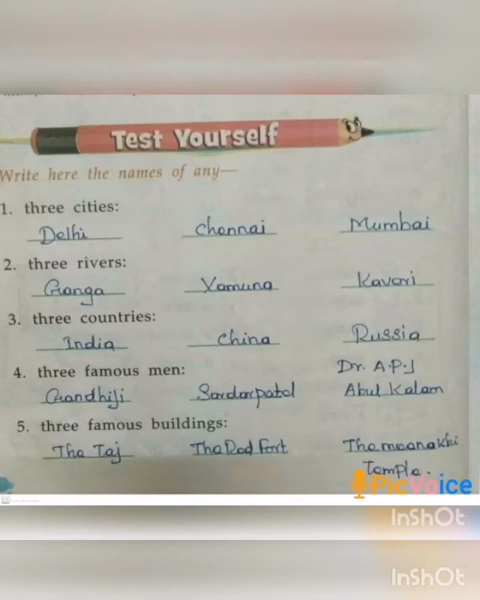 Test Yourself
Write here the names of any—
1. three cities:
Delhi Chennai Mumbai
2. three rivers:
Ganga Yamuna Kaveri
3. three countries:
India China Russia
4. three famous men:
Dr. A.P.J
Gandhiji Sardarpatel Abul Kalam
5. three famous buildings:
The Taj The Red Fort The meenakhi
Temple.
PicVoice
InShOt
InShOt